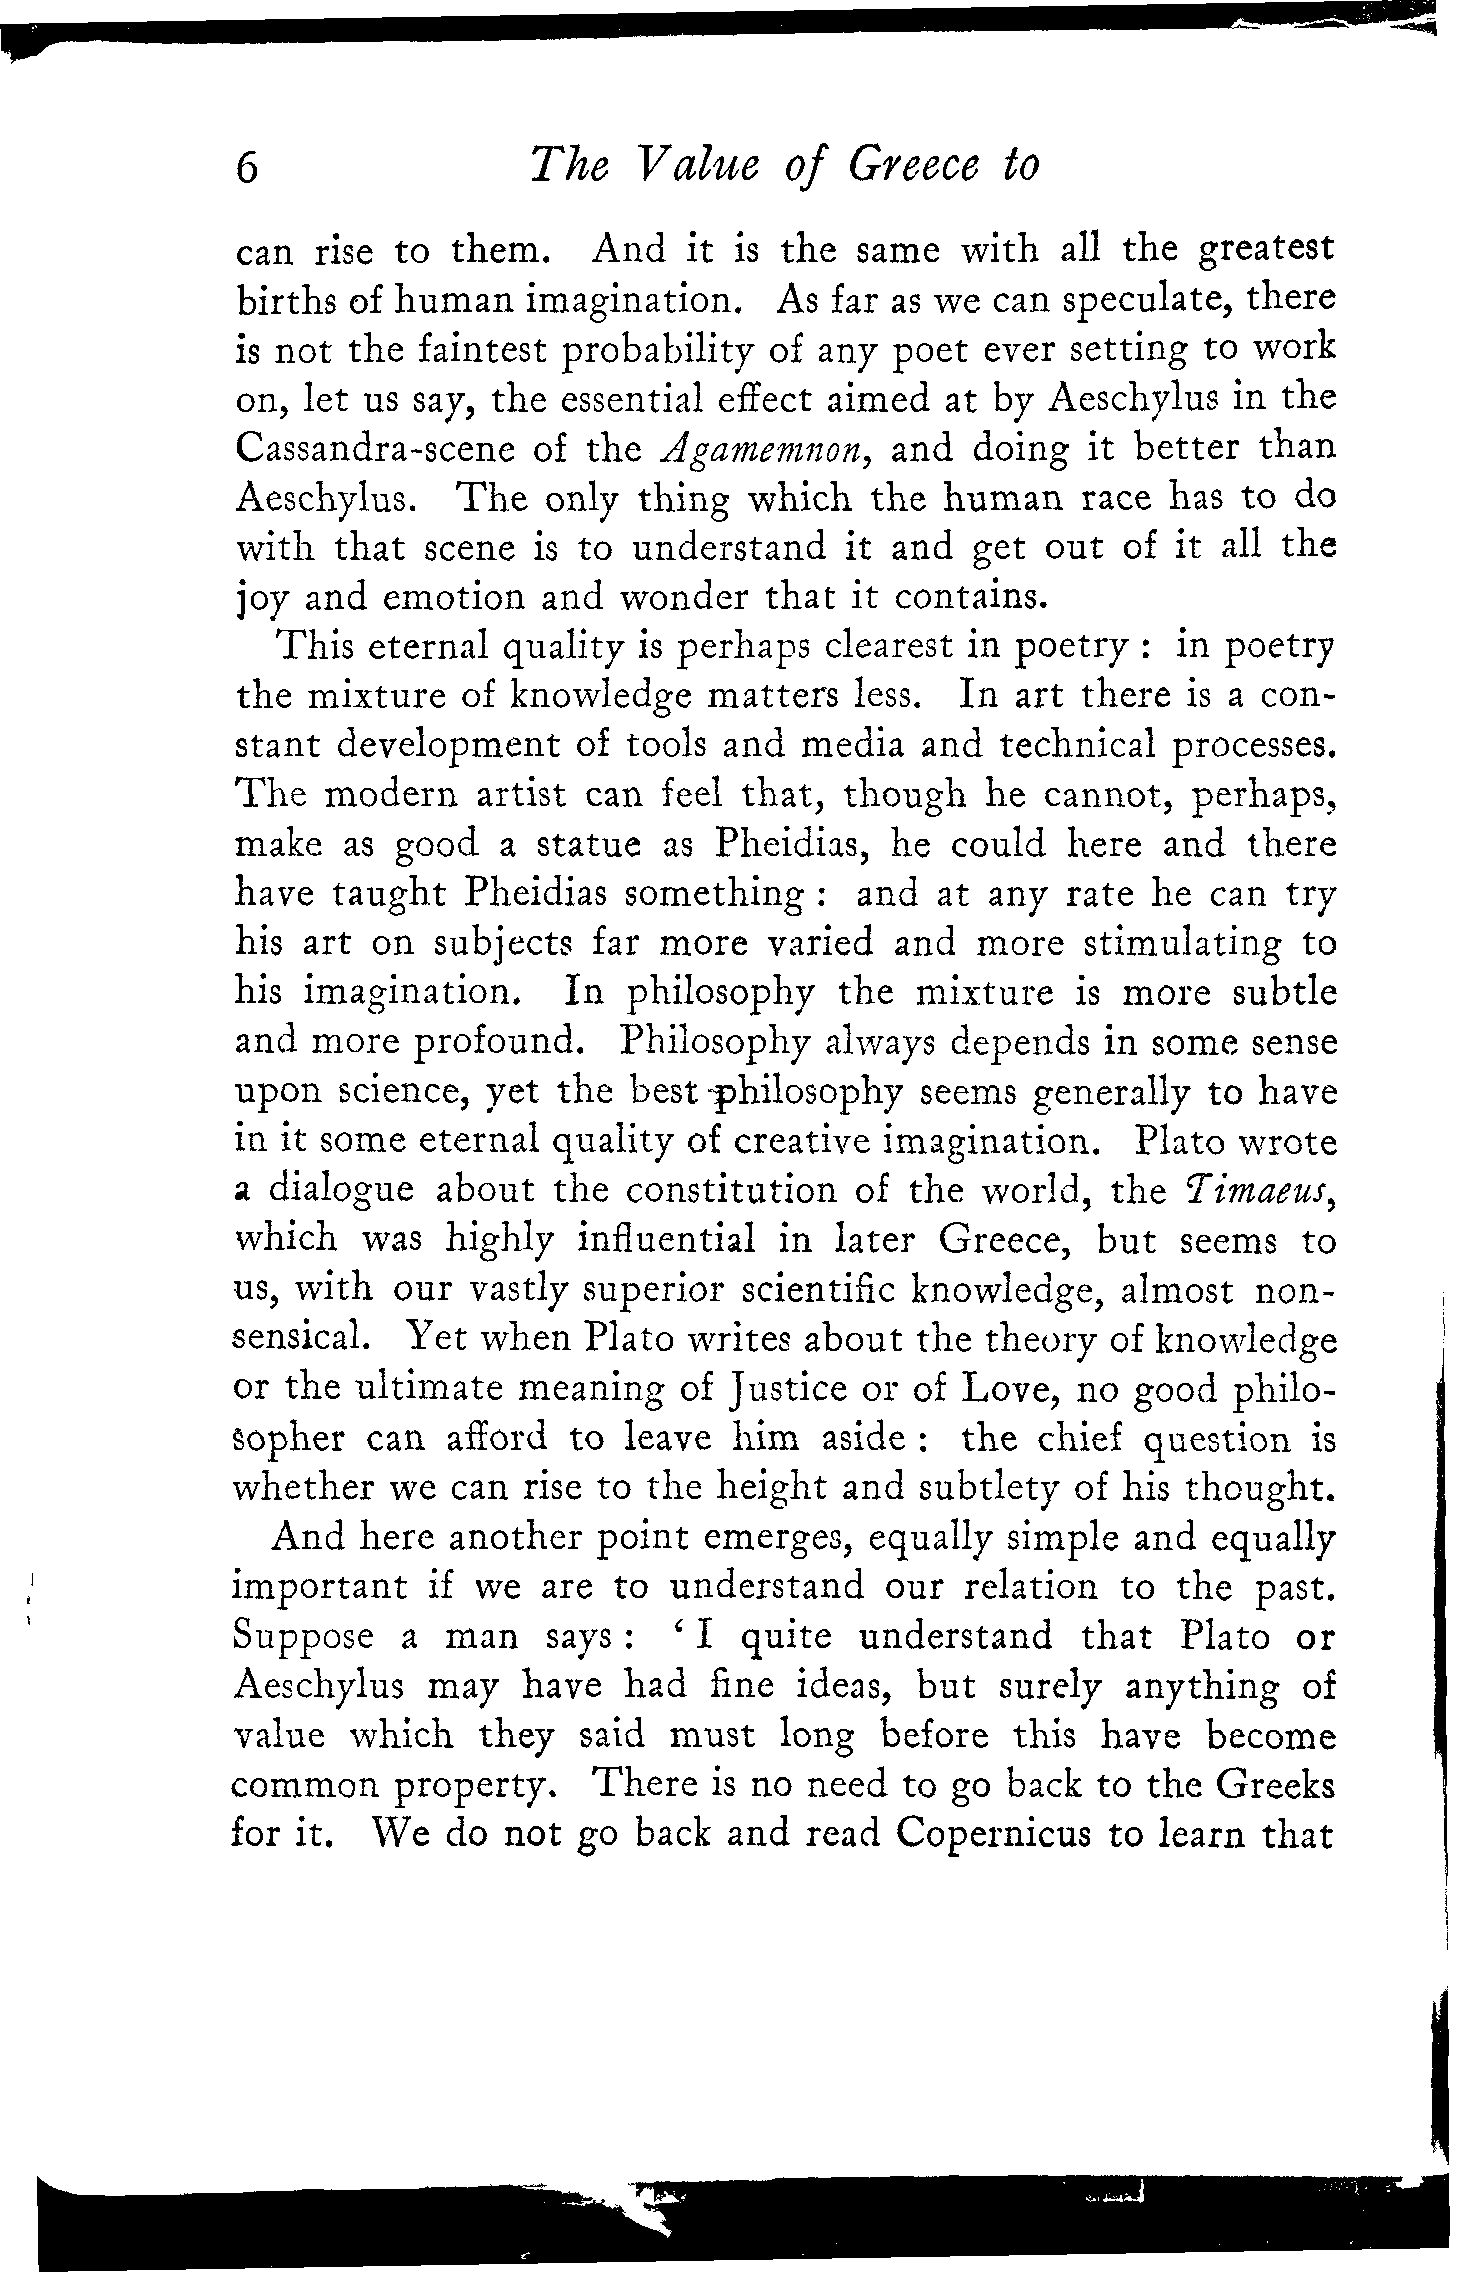 6 The Value of Greece to
can rise to them. And it is the same with all the greatest
births of human imagination. As far as we can speculate, there
is not the faintest probability of any poet ever setting to work
on, let us say, the essential effect aimed at by Aeschylus in the
Cassandra-scene of the Agamemnon, and doing it better than
Aeschylus. The only thing which the human race has to do
with that scene is to understand it and get out of it all the
joy and emotion and wonder that it contains.
This eternal quality is perhaps clearest in poetry : in poetry
the mixture of knowledge matters less. In art there is a con-
stant development of tools and media and technical processes.
The modern artist can feel that, though he cannot, perhaps,
make as good a statue as Pheidias, he could here and there
have taught Pheidias something : and at any rate he can try
his art on subjects far more varied and more stimulating to
his imagination. In philosophy the mixture is more subtle
and more profound. Philosophy always depends in some sense
upon science, yet the best philosophy seems generally to have
in it some eternal quality of creative imagination. Plato wrote
a dialogue about the constitution of the world, the Timaeus,
which was highly influential in later Greece, but seems to
us, with our vastly superior scientific knowledge, almost non-
sensical. Yet when Plato writes about the theory of knowledge
or the ultimate meaning of Justice or of Love, no good philo-
sopher can afford to leave him aside : the chief question is
whether we can rise to the height and subtlety of his thought.
And here another point emerges, equally simple and equally
important if we are to understand our relation to the past.
Suppose a man says : ‘ I quite understand that Plato or
Aeschylus may have had fine ideas, but surely anything of
value which they said must long before this have become
common property. There is no need to go back to the Greeks
for it. We do not go back and read Copernicus to learn that